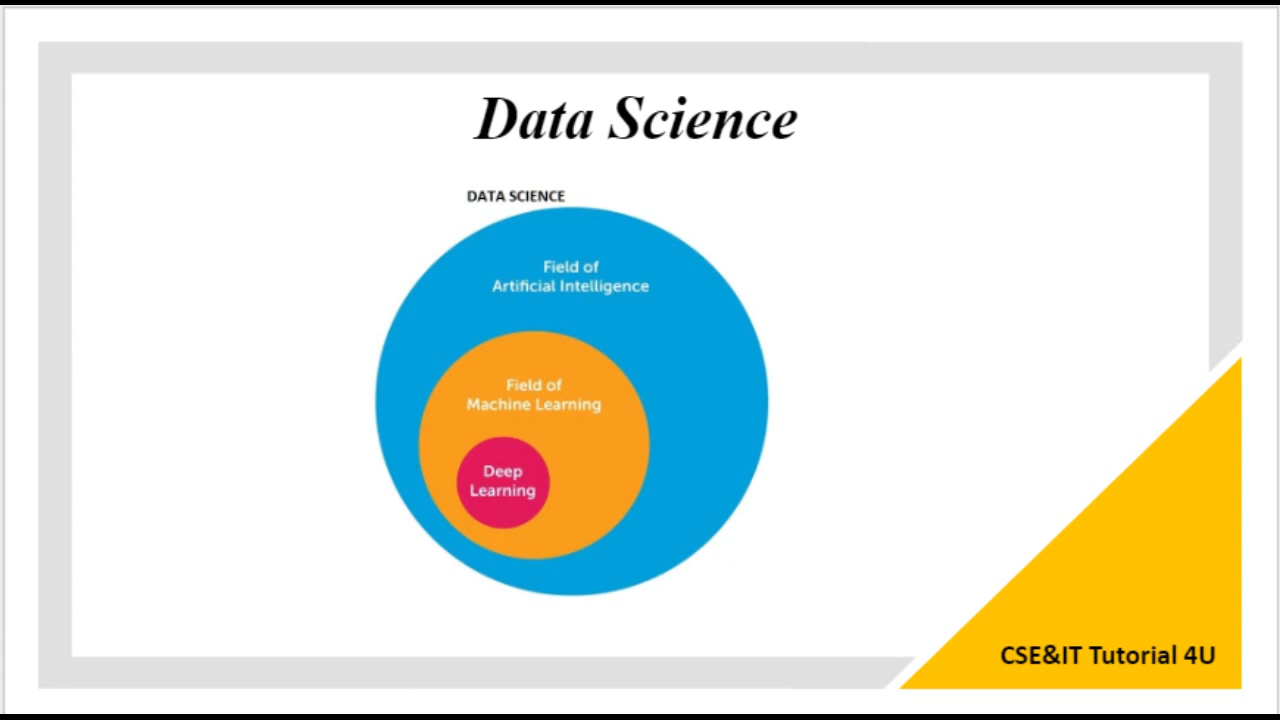 Data Science
DATA SCIENCE
Field of
Artificial Intelligence
Field of
Machine Learning
Deep
Learning
CSE&IT Tutorial 4U